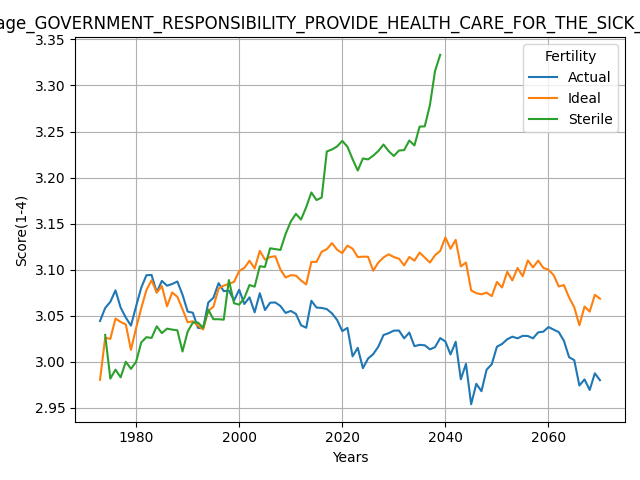 age_GOVERNMENT_RESPONSIBILITY_PROVIDE_HEALTH_CARE_FOR_THE_SICK_
3.35
3.30
3.25
3.20
3.15
3.10
3.05
3.00
2.95
Score(1-4)
Fertility
Actual
Ideal
Sterile
1980 2000 2020 2040 2060
Years